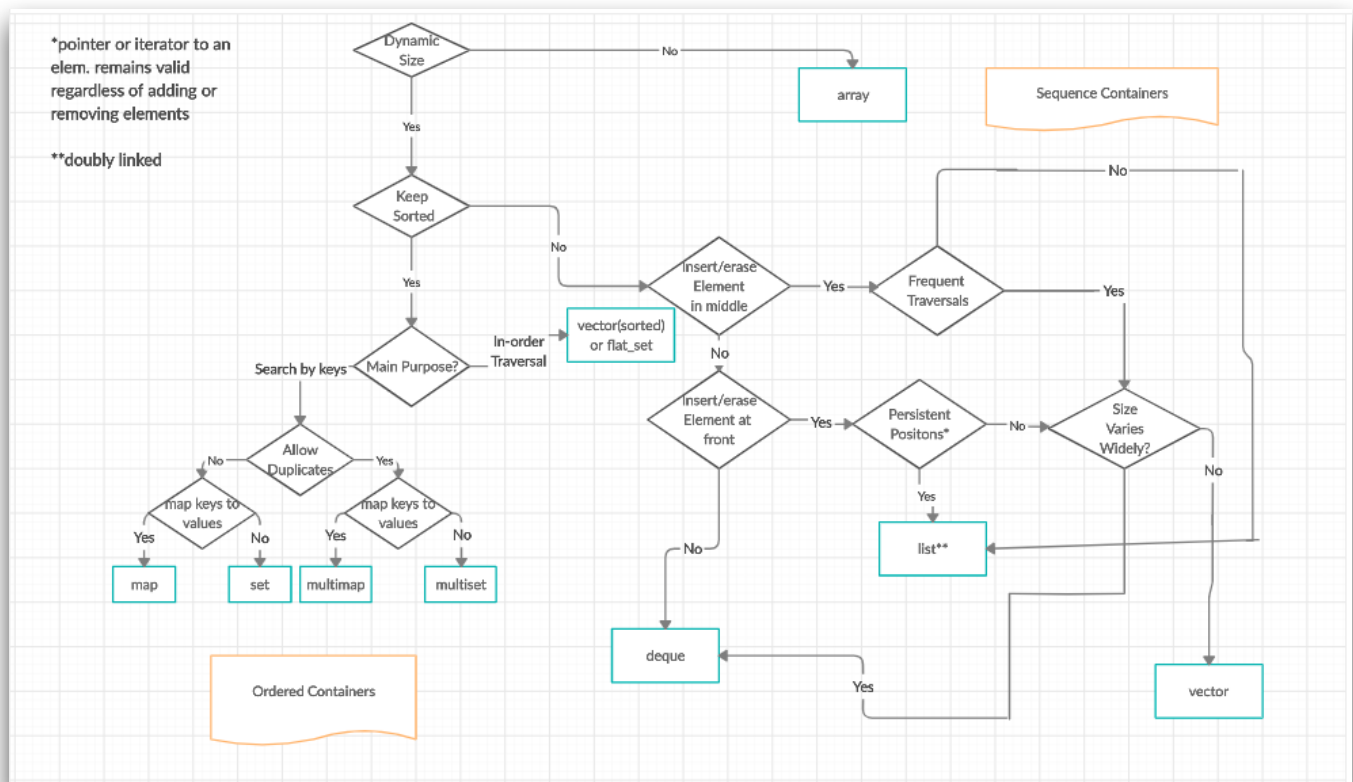 *pointer or iterator to an
elem. remains valid
regardless of adding or
removing elements
**doubly linked
Dynamic
Size
No
array
Sequence Containers
Yes
Keep
Sorted
No
No
Yes
Insert/erase
Element
in middle
Yes
Frequent
Traversals
Yes
vector(sorted)
or flat_set
In-order
Traversal
Main Purpose?
Search by keys
No
Insert/erase
Element at
front
Yes
Persistent
Positons*
No
Size
Varies
Widely?
No
Allow
Duplicates
No
Yes
map keys to
values
map keys to
values
Yes
No
Yes
No
map
set
multimap
multiset
Yes
list**
No
deque
Yes
vector
Ordered Containers